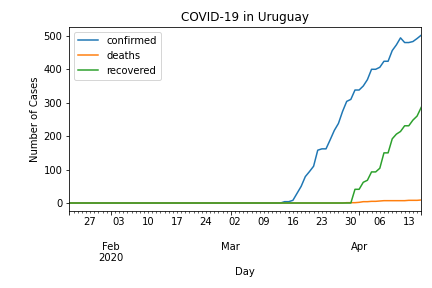 COVID-19 in Uruguay
confirmed
deaths
recovered
Number of Cases
500
400
300
200
100
0
27 03 10 17 24 02 09 16 23 30 06 13
Feb Mar Apr
2020
Day